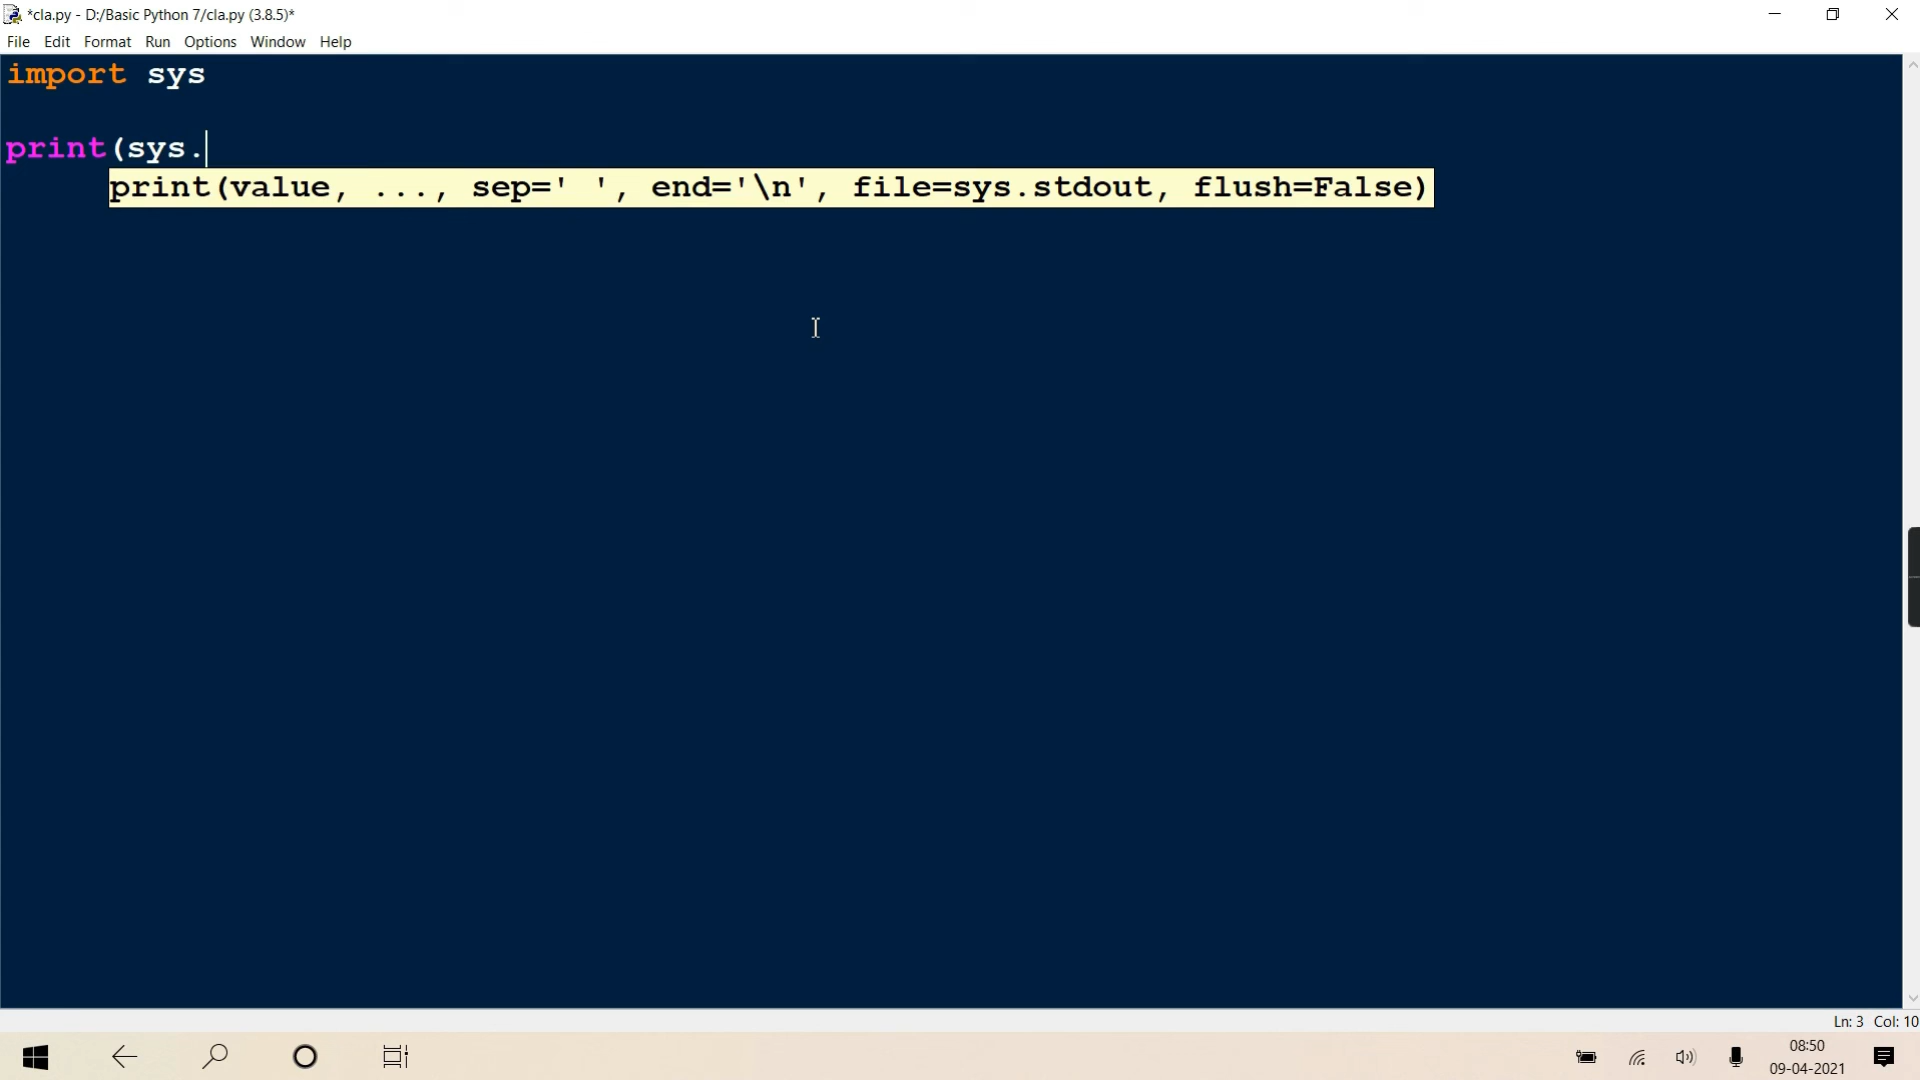 *cla.py - D:/Basic Python 7/cla.py (3.8.5)*
File Edit Format Run Options Window Help
import sys
print(sys.
print(value, ..., sep=' ', end='\n', file=sys.stdout, flush=False)
Ln: 3 Col: 10
08:50
09-04-2021